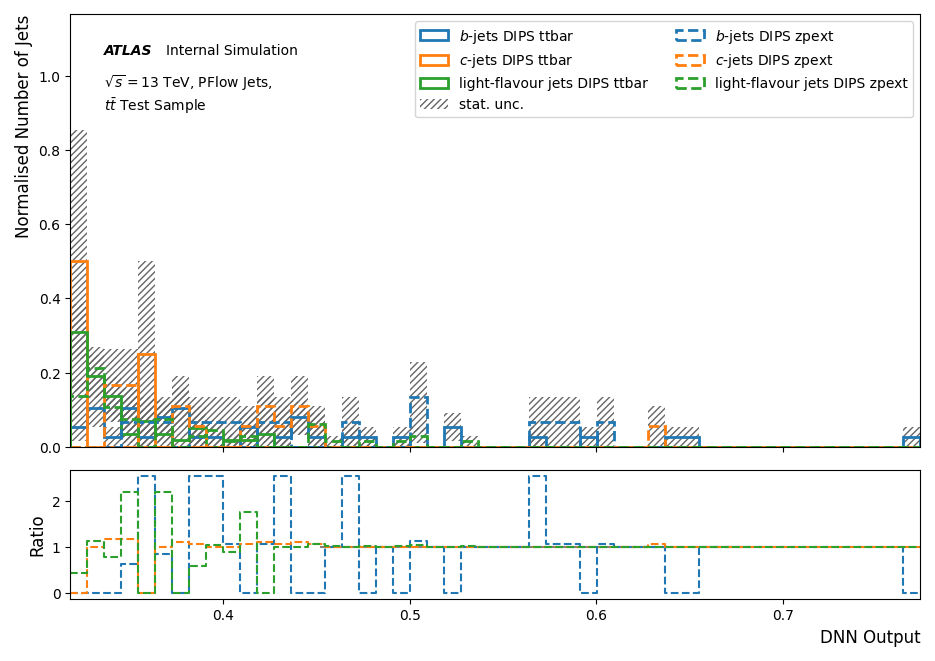 Normalised Number of Jets
1.0
0.8
0.6
0.4
0.2
0.0
ATLAS Internal Simulation
√s = 13 TeV, PFlow Jets,
tt̄ Test Sample
b-jets DIPS ttbar
c-jets DIPS ttbar
light-flavour jets DIPS ttbar
stat. unc.
b-jets DIPS zpext
c-jets DIPS zpext
light-flavour jets DIPS zpext
Ratio
2
1
0
0.4 0.5 0.6 0.7
DNN Output